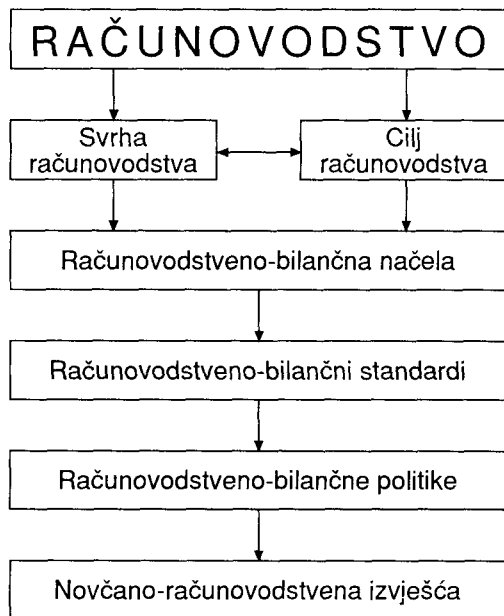 RAČUNOVODSTVO
Svrha
računovodstva
Cilj
računovodstva
Računovodstveno-bilančna načela
Računovodstveno-bilančni standardi
Računovodstveno-bilančne politike
Novčano-računovodstvena izvješća